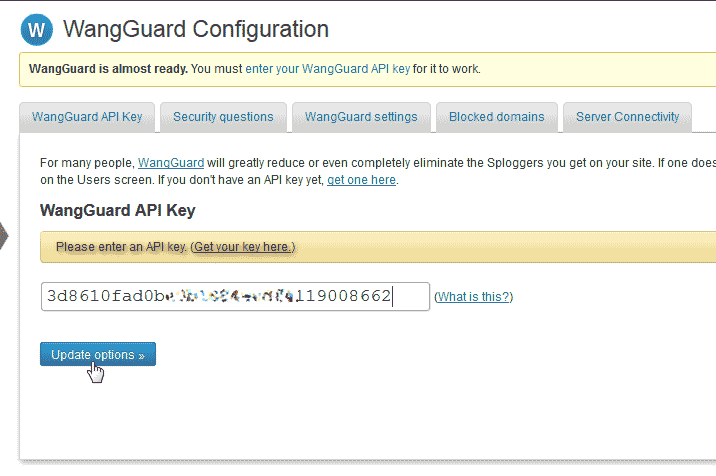 W WangGuard Configuration
WangGuard is almost ready. You must enter your WangGuard API key for it to work.
WangGuard API Key Security questions WangGuard settings Blocked domains Server Connectivity
For many people, WangGuard will greatly reduce or even completely eliminate the Sploggers you get on your site. If one does
on the Users screen. If you don't have an API key yet, get one here.
WangGuard API Key
Please enter an API key. (Get your key here.)
3d8610fad0b 119008662 (What is this?)
Update options »